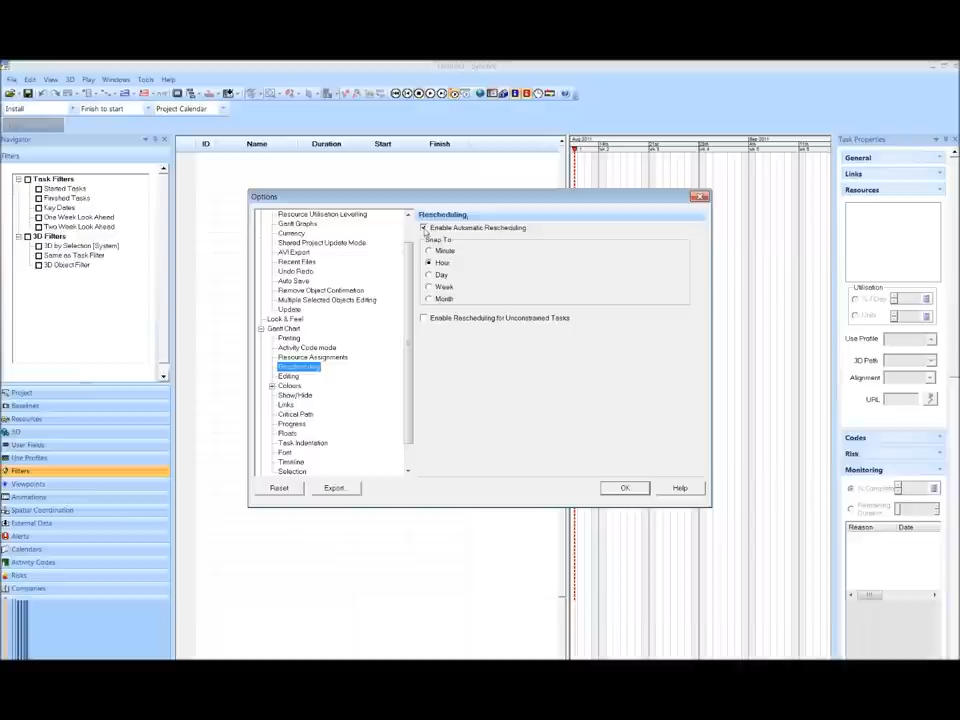 File Edit View 3D Play Windows Tools Help
Install Finish to start Project Calendar
Navigator
Filters
Task Filters
Started Tasks
Finished Tasks
Key Dates
One Week Look Ahead
Two Week Look Ahead
3D Filters
3D by Selection [System]
Same as Task Filter
3D Object Filter
Project
Baselines
Resources
3D
User Fields
Use Profiles
Filters
Viewpoints
Animations
Spatial Coordination
External Data
Alerts
Calendars
Activity Codes
Risks
Companies
ID Name Duration Start Finish
Options
Resource Utilisation Levelling
Gantt Graphs
Currency
Shared Project Update Mode
AVI Export
Recent Files
Undo Redo
Auto Save
Remove Object Confirmation
Multiple Selected Objects Editing
Update
Look & Feel
Gantt Chart
Printing
Activity Code mode
Resource Assignments
Rescheduling
Editing
Colours
Show/Hide
Links
Critical Path
Progress
Floats
Task Indentation
Font
Timeline
Selection
Rescheduling,
Enable Automatic Rescheduling
Snap To
Minute
Hour
Day
Week
Month
Enable Rescheduling for Unconstrained Tasks
Reset Export... OK Help
Task Properties
General
Links
Resources
Utilisation
% / Day
Units
Use Profile
3D Path
Alignment
URL
Codes
Risk
Monitoring
% Complete
Remaining
Duration
Reason Date